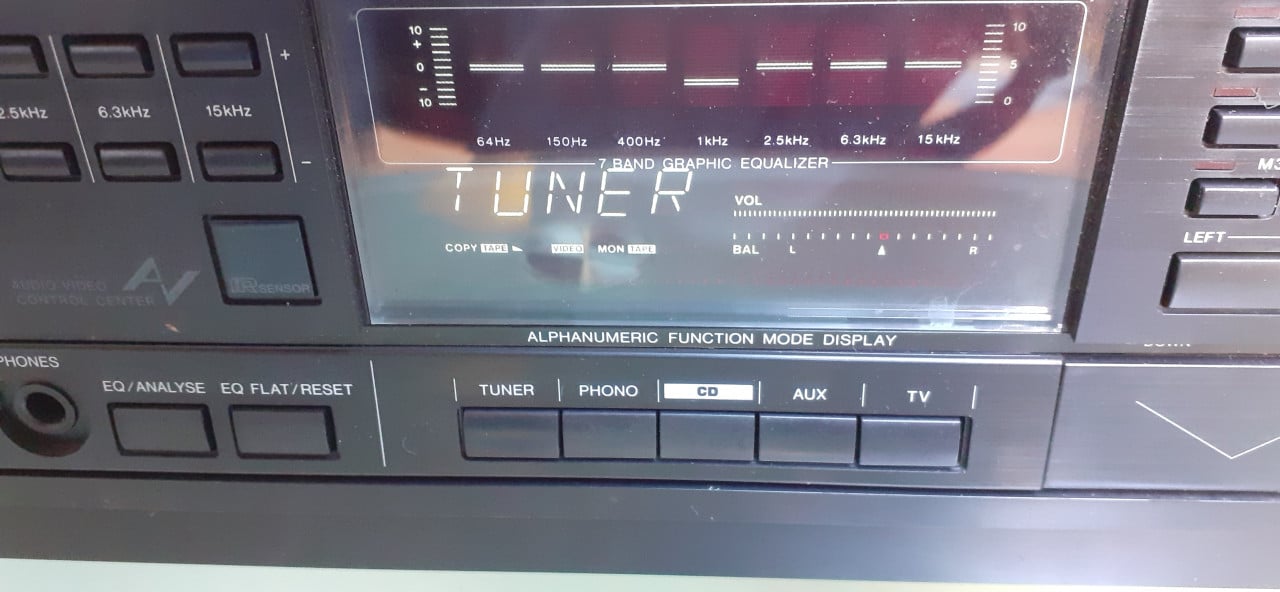 10 10
+
0 5
−
10 0
+
2.5kHz 6.3kHz 15kHz
−
64Hz 150Hz 400Hz 1kHz 2.5kHz 6.3kHz 15kHz
7 BAND GRAPHIC EQUALIZER
TUNER
VOL
COPY TAPE VIDEO MON TAPE
BAL L R
AUDIO VIDEO
CONTROL CENTER
AV
IR SENSOR
LEFT
ALPHANUMERIC FUNCTION MODE DISPLAY
DOWN
PHONES
EQ/ANALYSE EQ FLAT/RESET
TUNER PHONO CD AUX TV